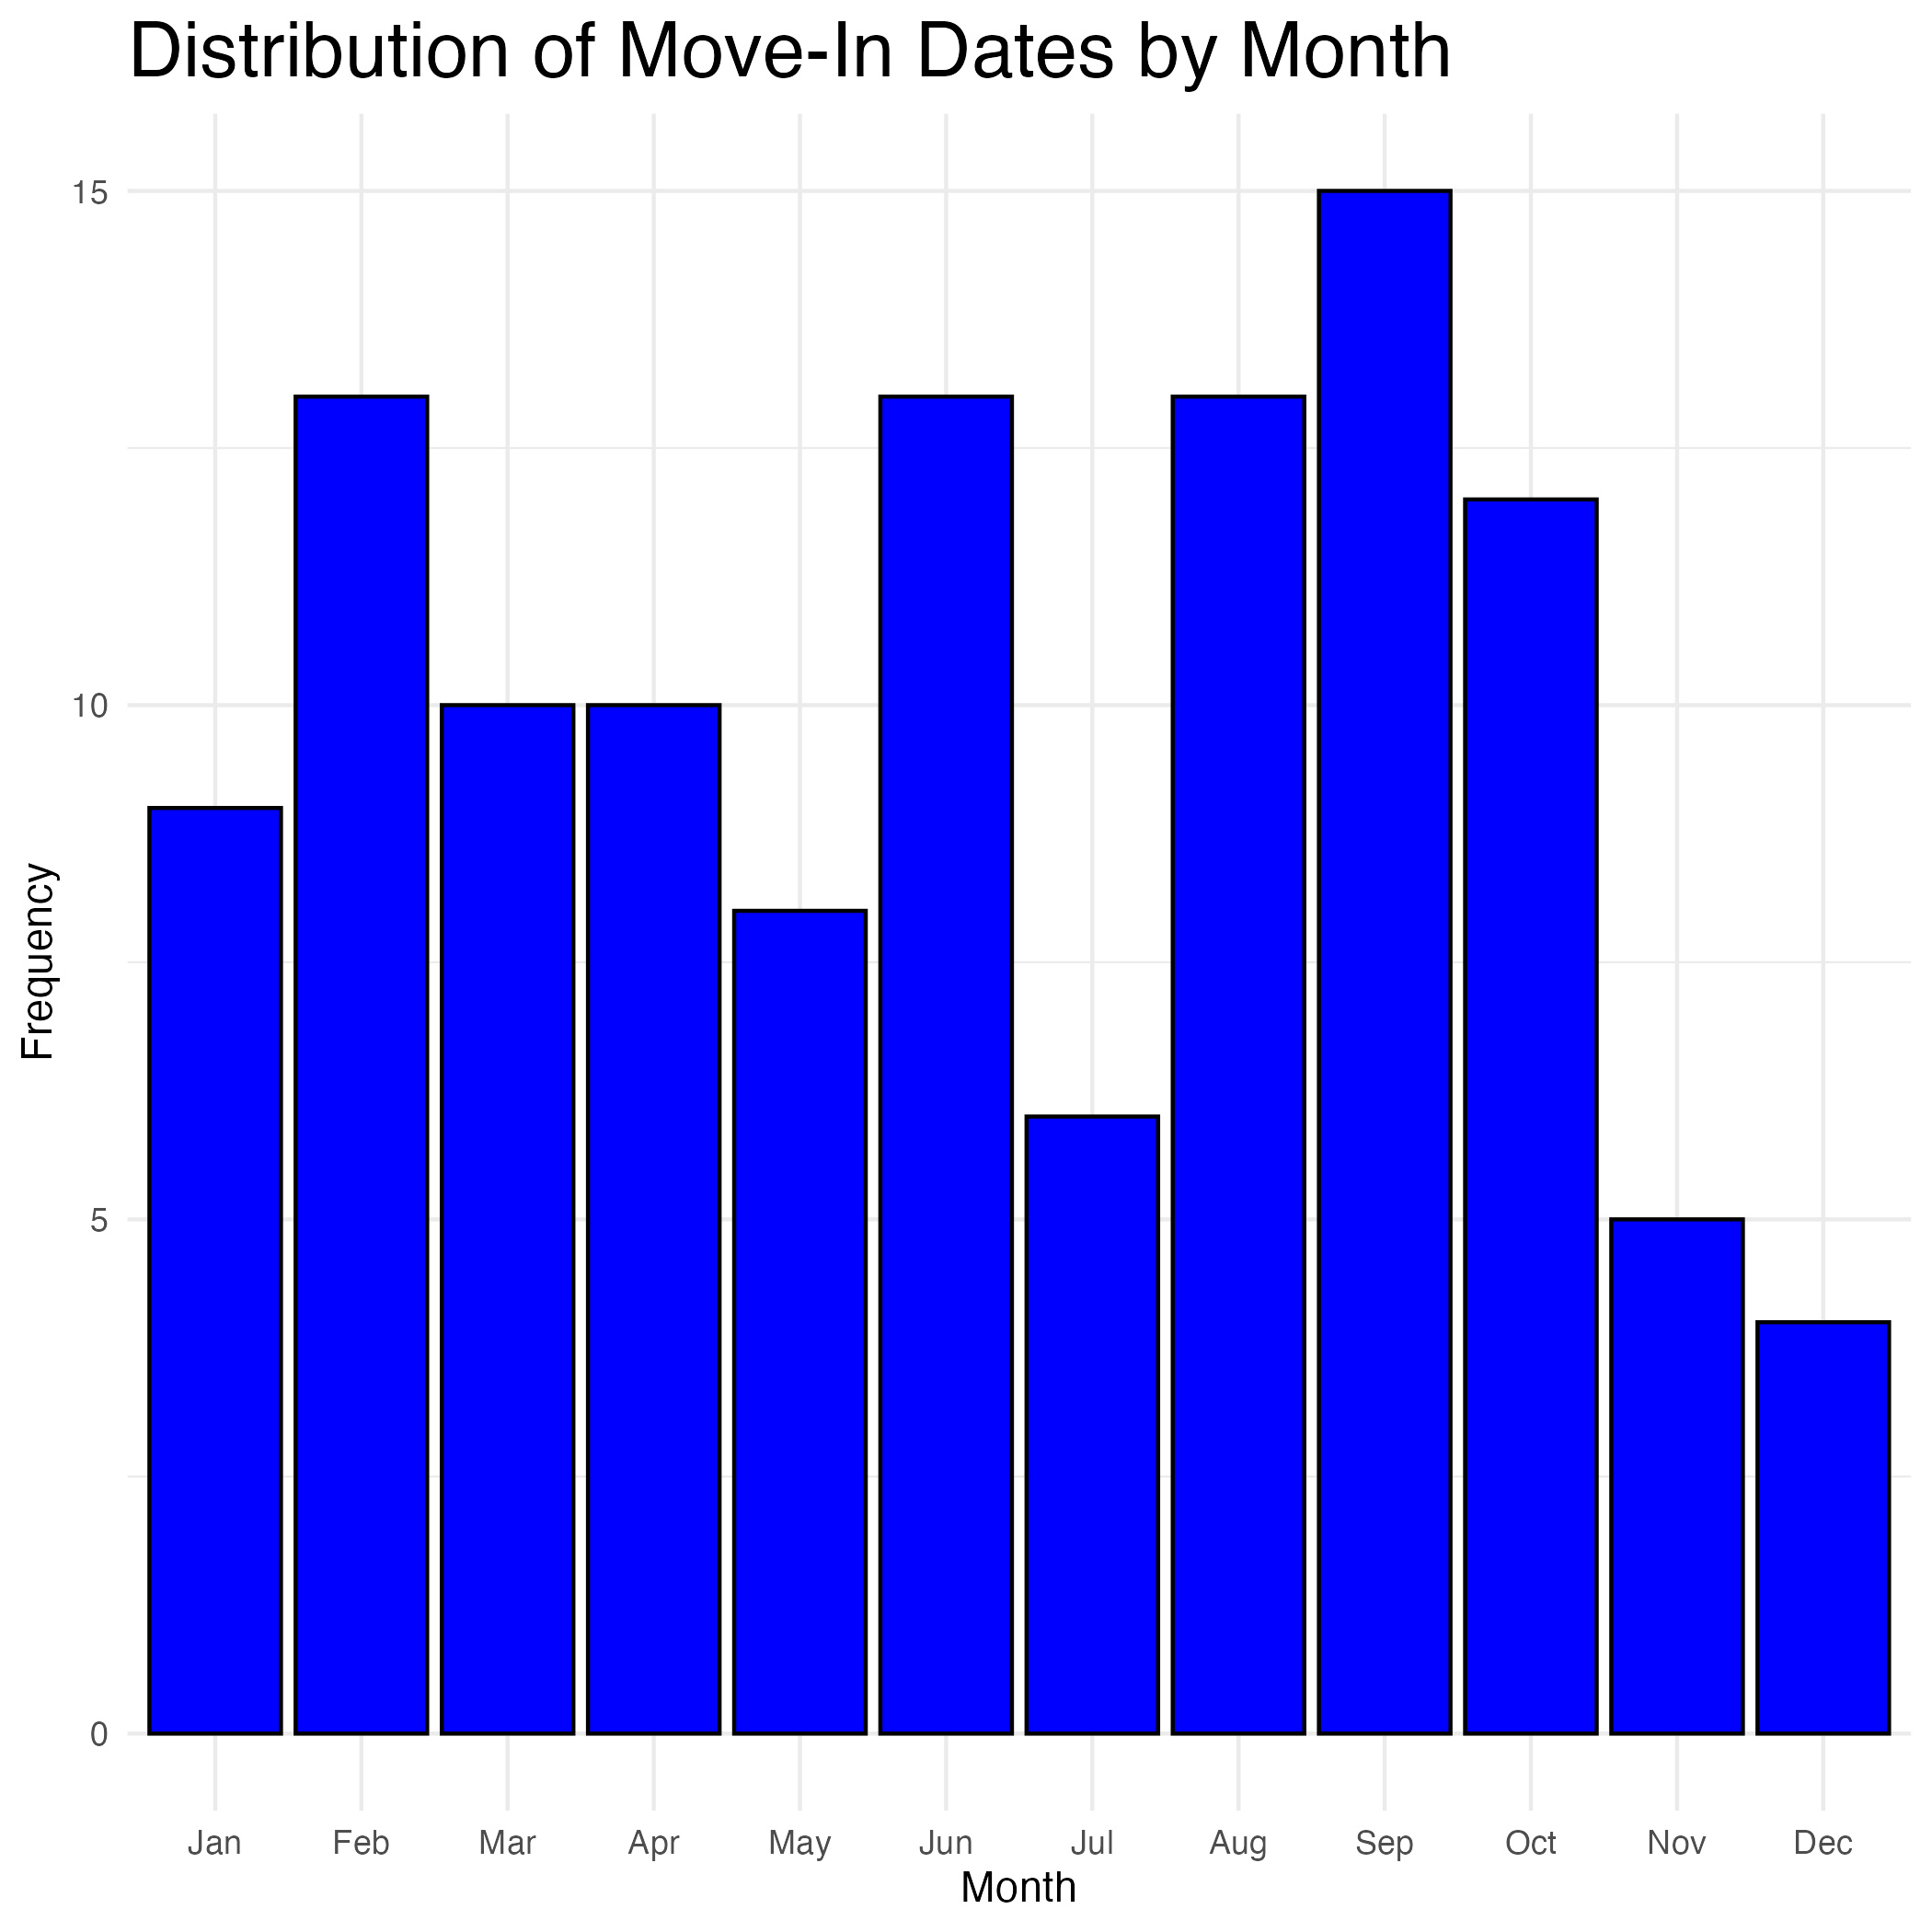 Distribution of Move-In Dates by Month
Frequency
15
10
5
0
Jan Feb Mar Apr May Jun Jul Aug Sep Oct Nov Dec
Month